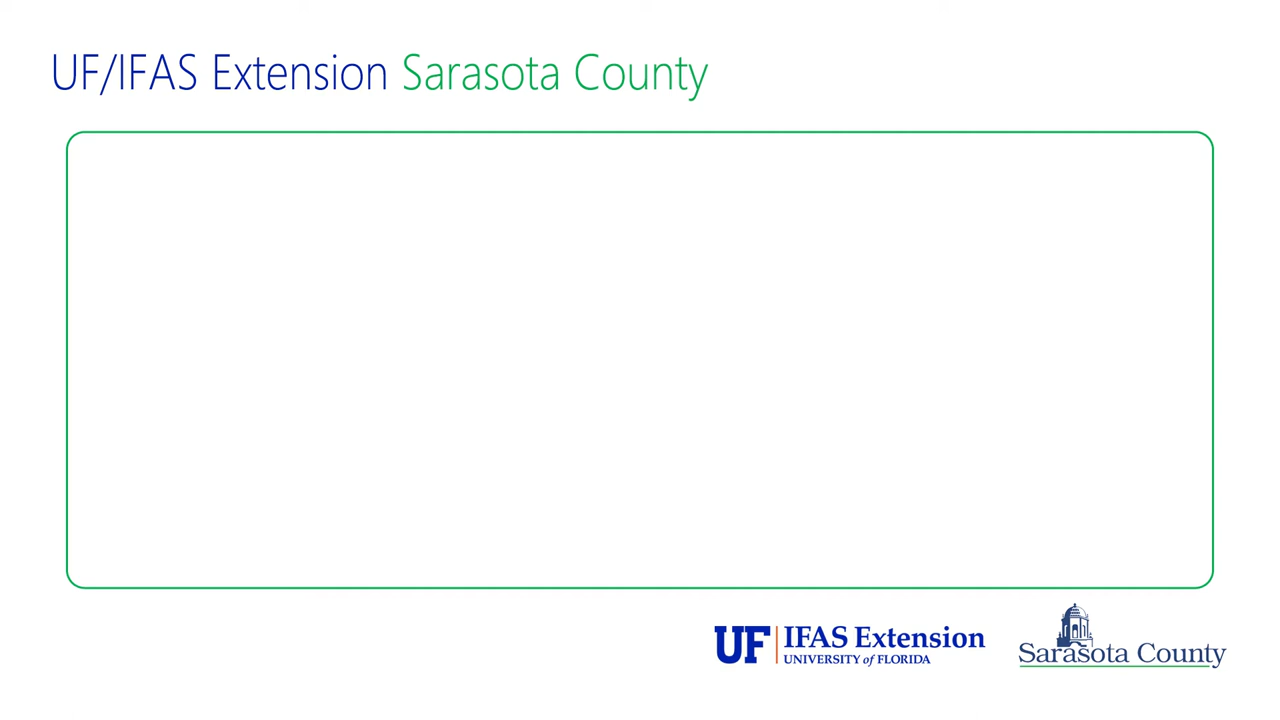 UF/IFAS Extension Sarasota County
UF | IFAS Extension
UNIVERSITY of FLORIDA
Sarasota County